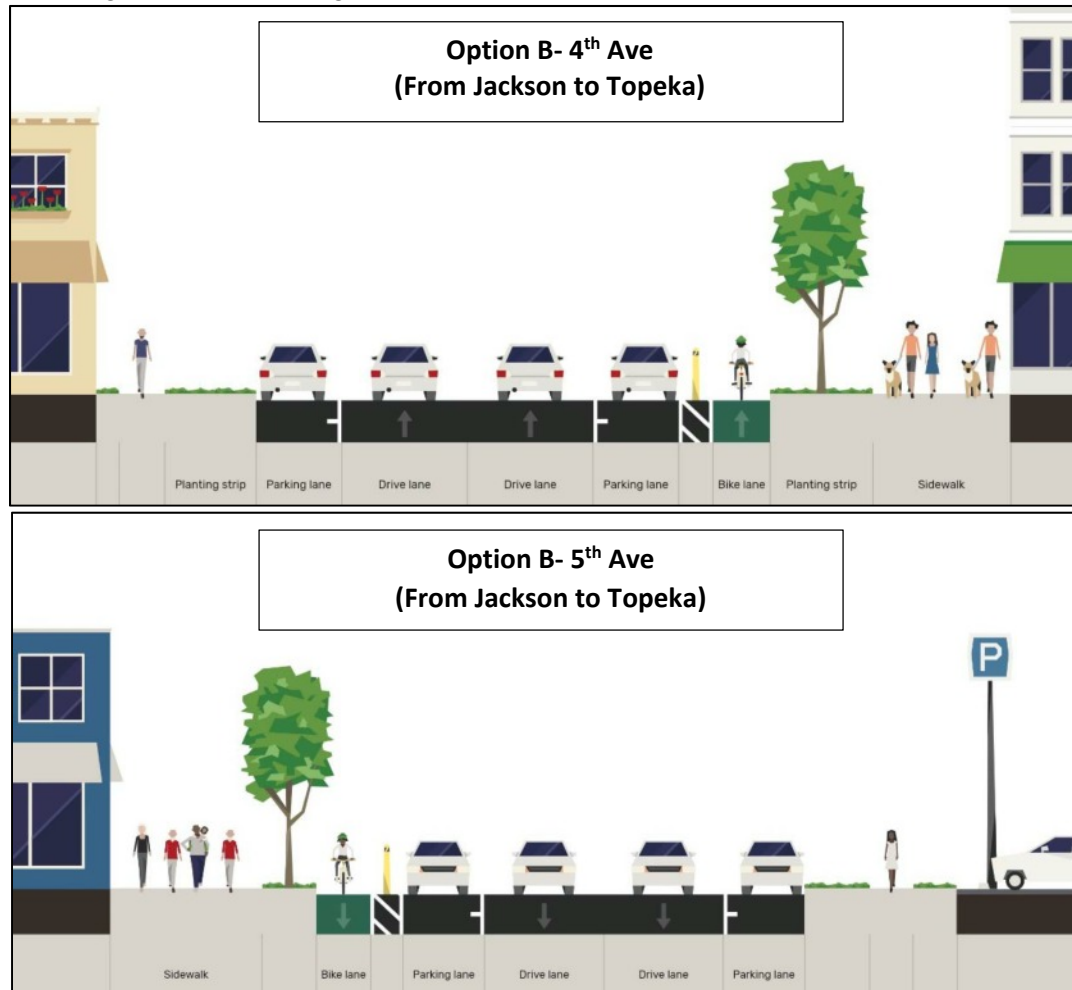 Option B- 4th Ave
(From Jackson to Topeka)
Planting strip Parking lane Drive lane Drive lane Parking lane Bike lane Planting strip Sidewalk
Option B- 5th Ave
(From Jackson to Topeka)
P
Sidewalk Bike lane Parking lane Drive lane Drive lane Parking lane